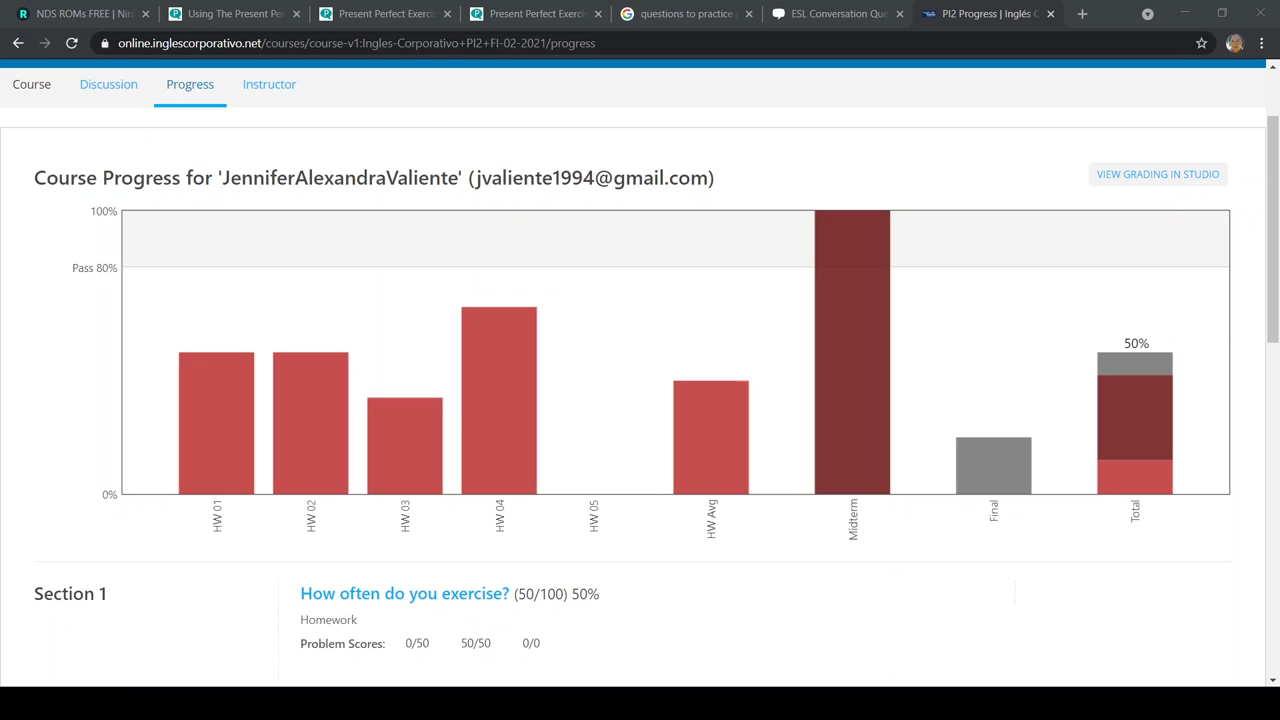 NDS ROMs FREE | Nin
Using The Present Per
Present Perfect Exerci
Present Perfect Exerci
questions to practice p
ESL Conversation Que
PI2 Progress | Inglés C
online.inglescorporativo.net/courses/course-v1:Ingles-Corporativo+PI2+FI-02-2021/progress
Course Discussion Progress Instructor
Course Progress for 'JenniferAlexandraValiente' (jvaliente1994@gmail.com)
VIEW GRADING IN STUDIO
100%
Pass 80%
50%
0%
HW 01
HW 02
HW 03
HW 04
HW 05
HW Avg
Midterm
Final
Total
Section 1
How often do you exercise? (50/100) 50%
Homework
Problem Scores: 0/50 50/50 0/0